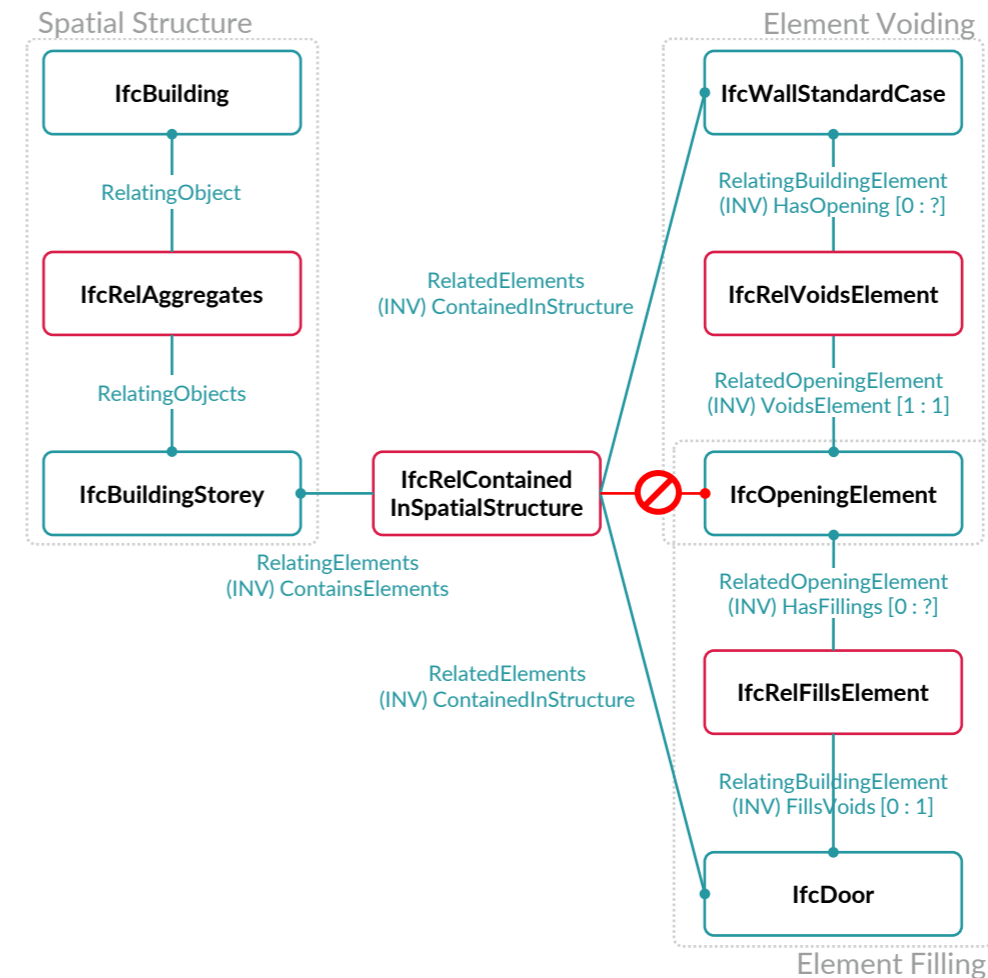 Spatial Structure
IfcBuilding
RelatingObject
IfcRelAggregates
RelatingObjects
IfcBuildingStorey
RelatingElements
(INV) ContainsElements
IfcRelContained
InSpatialStructure
RelatedElements
(INV) ContainedInStructure
RelatedElements
(INV) ContainedInStructure
Element Voiding
IfcWallStandardCase
RelatingBuildingElement
(INV) HasOpening [0 : ?]
IfcRelVoidsElement
RelatedOpeningElement
(INV) VoidsElement [1 : 1]
IfcOpeningElement
RelatedOpeningElement
(INV) HasFillings [0 : ?]
IfcRelFillsElement
RelatingBuildingElement
(INV) FillsVoids [0 : 1]
IfcDoor
Element Filling